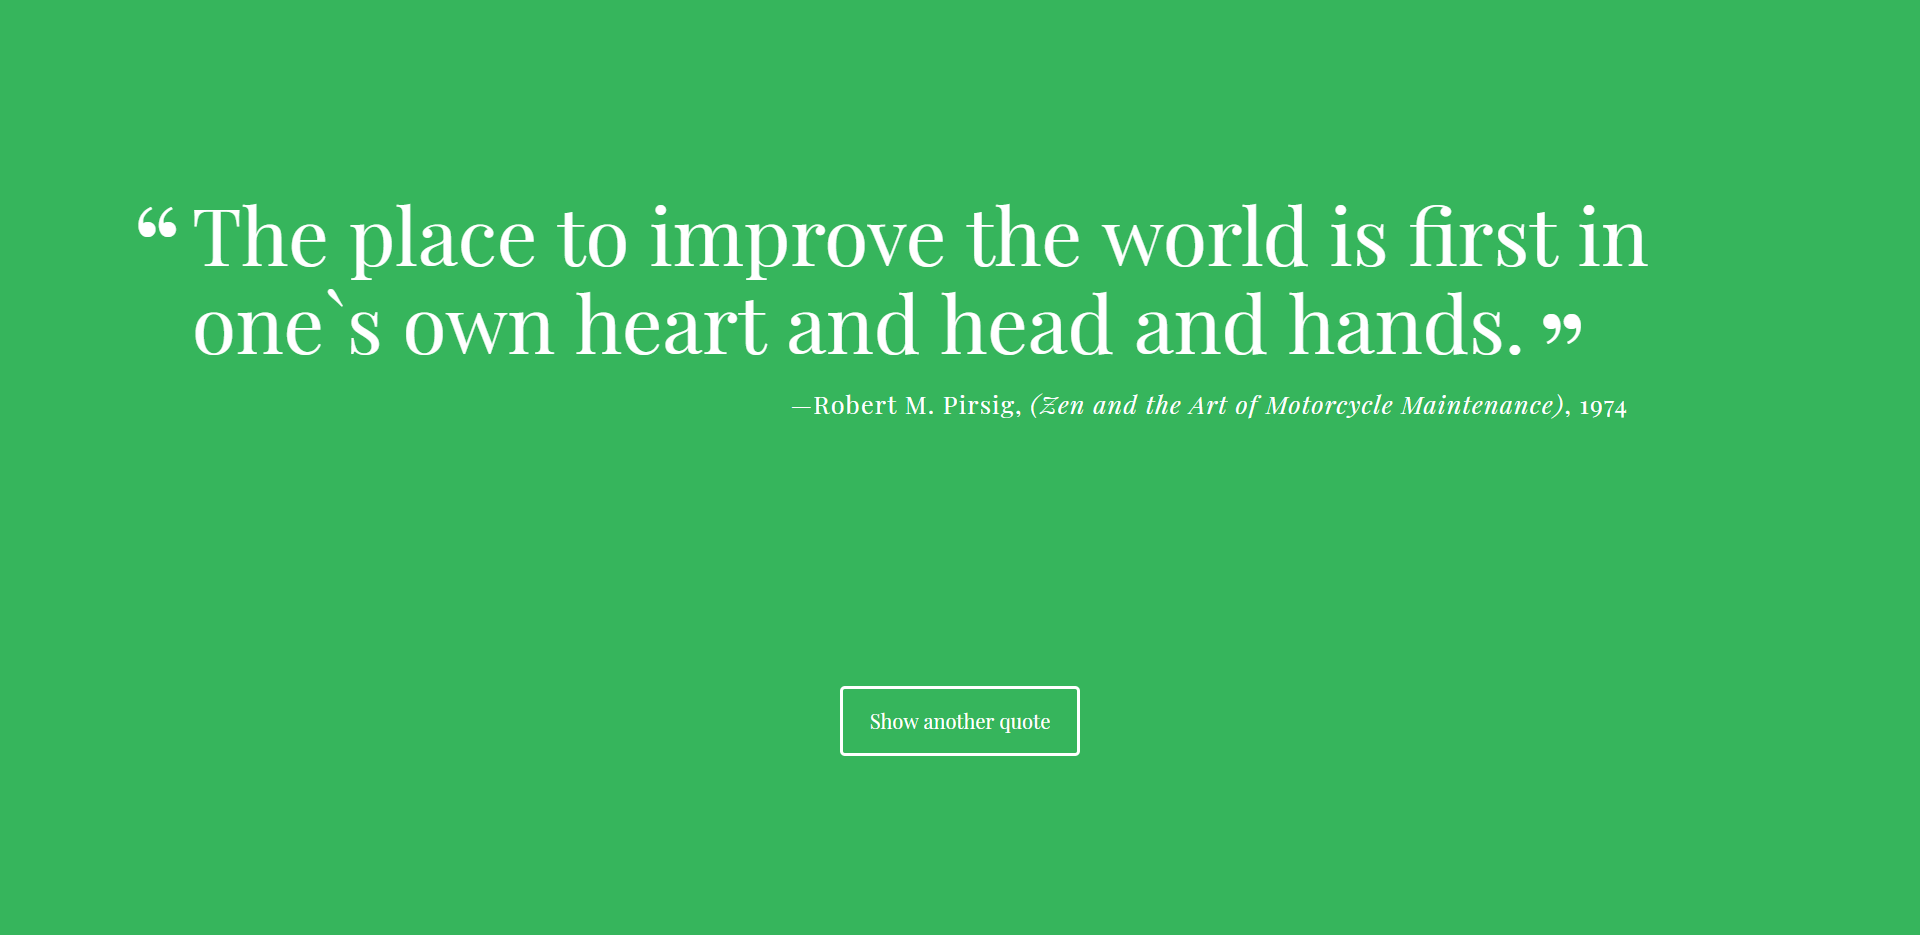 “The place to improve the world is first in
one`s own heart and head and hands.”
—Robert M. Pirsig, (Zen and the Art of Motorcycle Maintenance), 1974
Show another quote